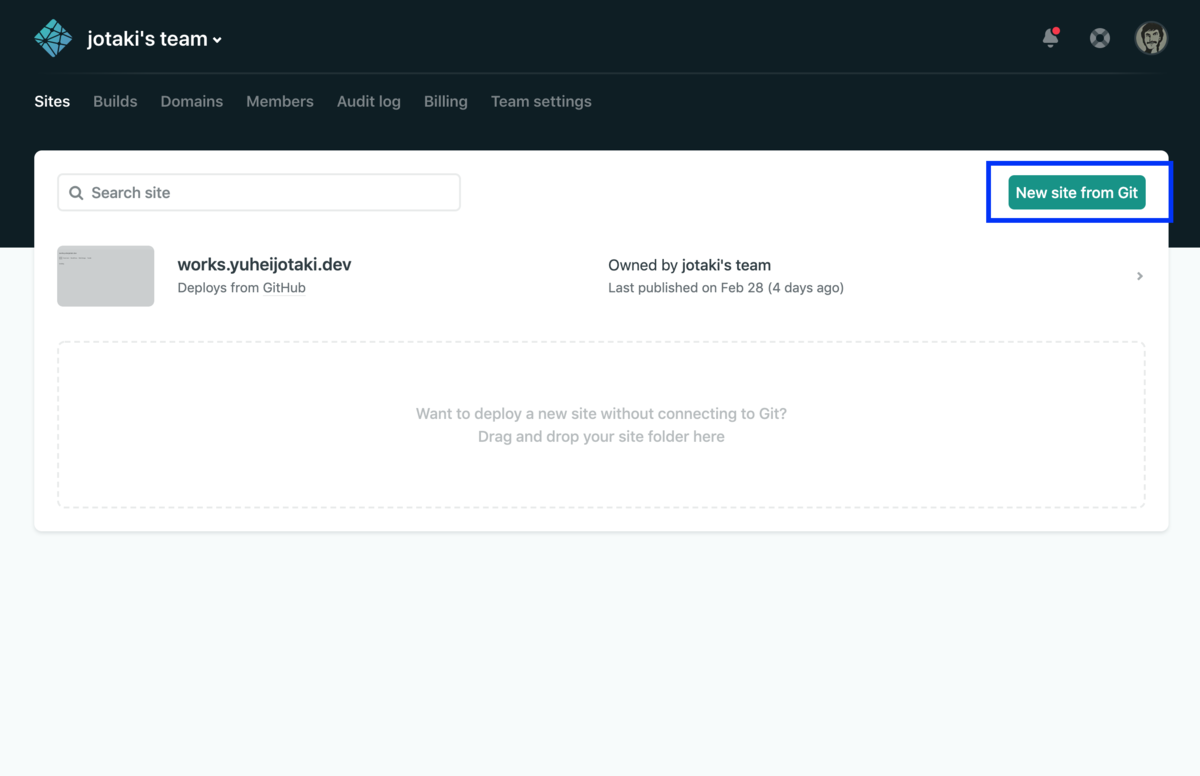 jotaki's team
Sites Builds Domains Members Audit log Billing Team settings
Search site
New site from Git
works.yuheijotaki.dev
Deploys from GitHub
Owned by jotaki's team
Last published on Feb 28 (4 days ago)
Want to deploy a new site without connecting to Git?
Drag and drop your site folder here